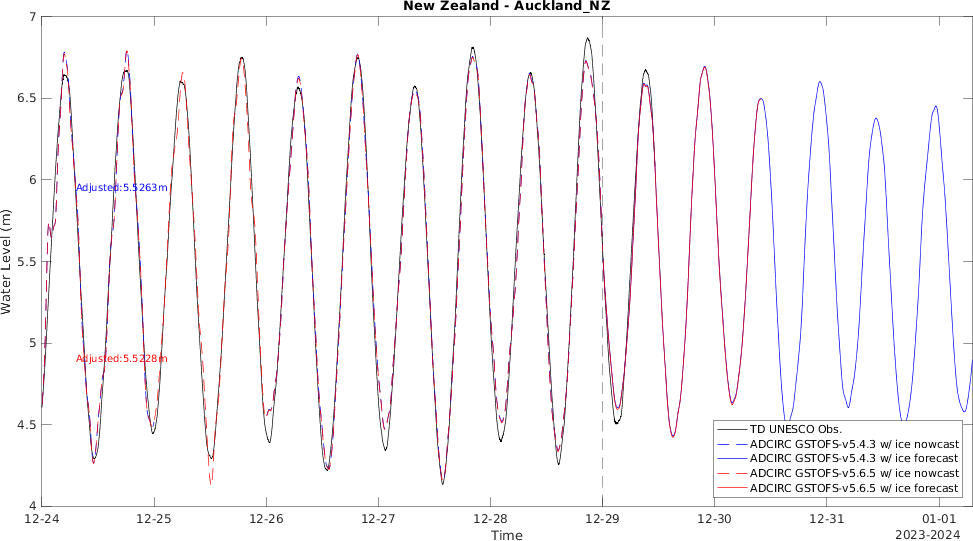 New Zealand - Auckland_NZ
7
6.5
6
5.5
5
4.5
4
Water Level (m)
Adjusted:5.5263m
Adjusted:5.5228m
TD UNESCO Obs.
ADCIRC GSTOFS-v5.4.3 w/ ice nowcast
ADCIRC GSTOFS-v5.4.3 w/ ice forecast
ADCIRC GSTOFS-v5.6.5 w/ ice nowcast
ADCIRC GSTOFS-v5.6.5 w/ ice forecast
12-24 12-25 12-26 12-27 12-28 12-29 12-30 12-31 01-01
Time
2023-2024